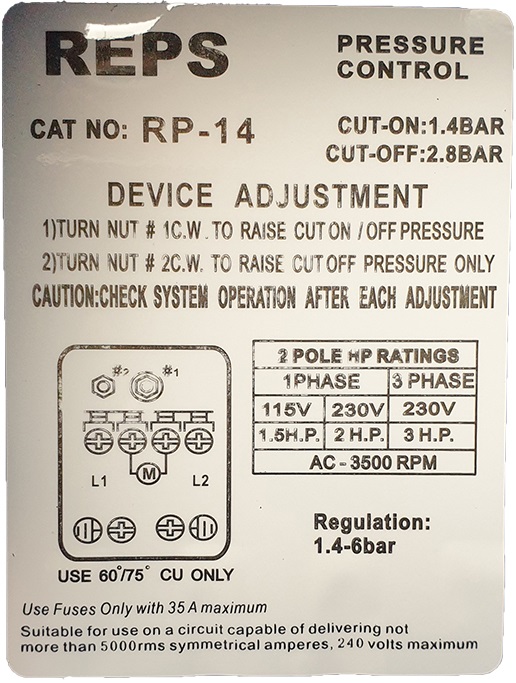 REPS
PRESSURE
CONTROL
CAT NO: RP-14
CUT-ON:1.4BAR
CUT-OFF:2.8BAR
DEVICE ADJUSTMENT
1)TURN NUT # 1C.W. TO RAISE CUT ON / OFF PRESSURE
2)TURN NUT # 2C.W. TO RAISE CUT OFF PRESSURE ONLY
CAUTION:CHECK SYSTEM OPERATION AFTER EACH ADJUSTMENT
#2 #1
M
L1 L2
2 POLE HP RATINGS
1PHASE 3 PHASE
115V 230V 230V
1.5H.P. 2 H.P. 3 H.P.
AC - 3500 RPM
Regulation:
1.4-6bar
USE 60°/75° CU ONLY
Use Fuses Only with 35 A maximum
Suitable for use on a circuit capable of delivering not
more than 5000rms symmetrical amperes, 240 volts maximum